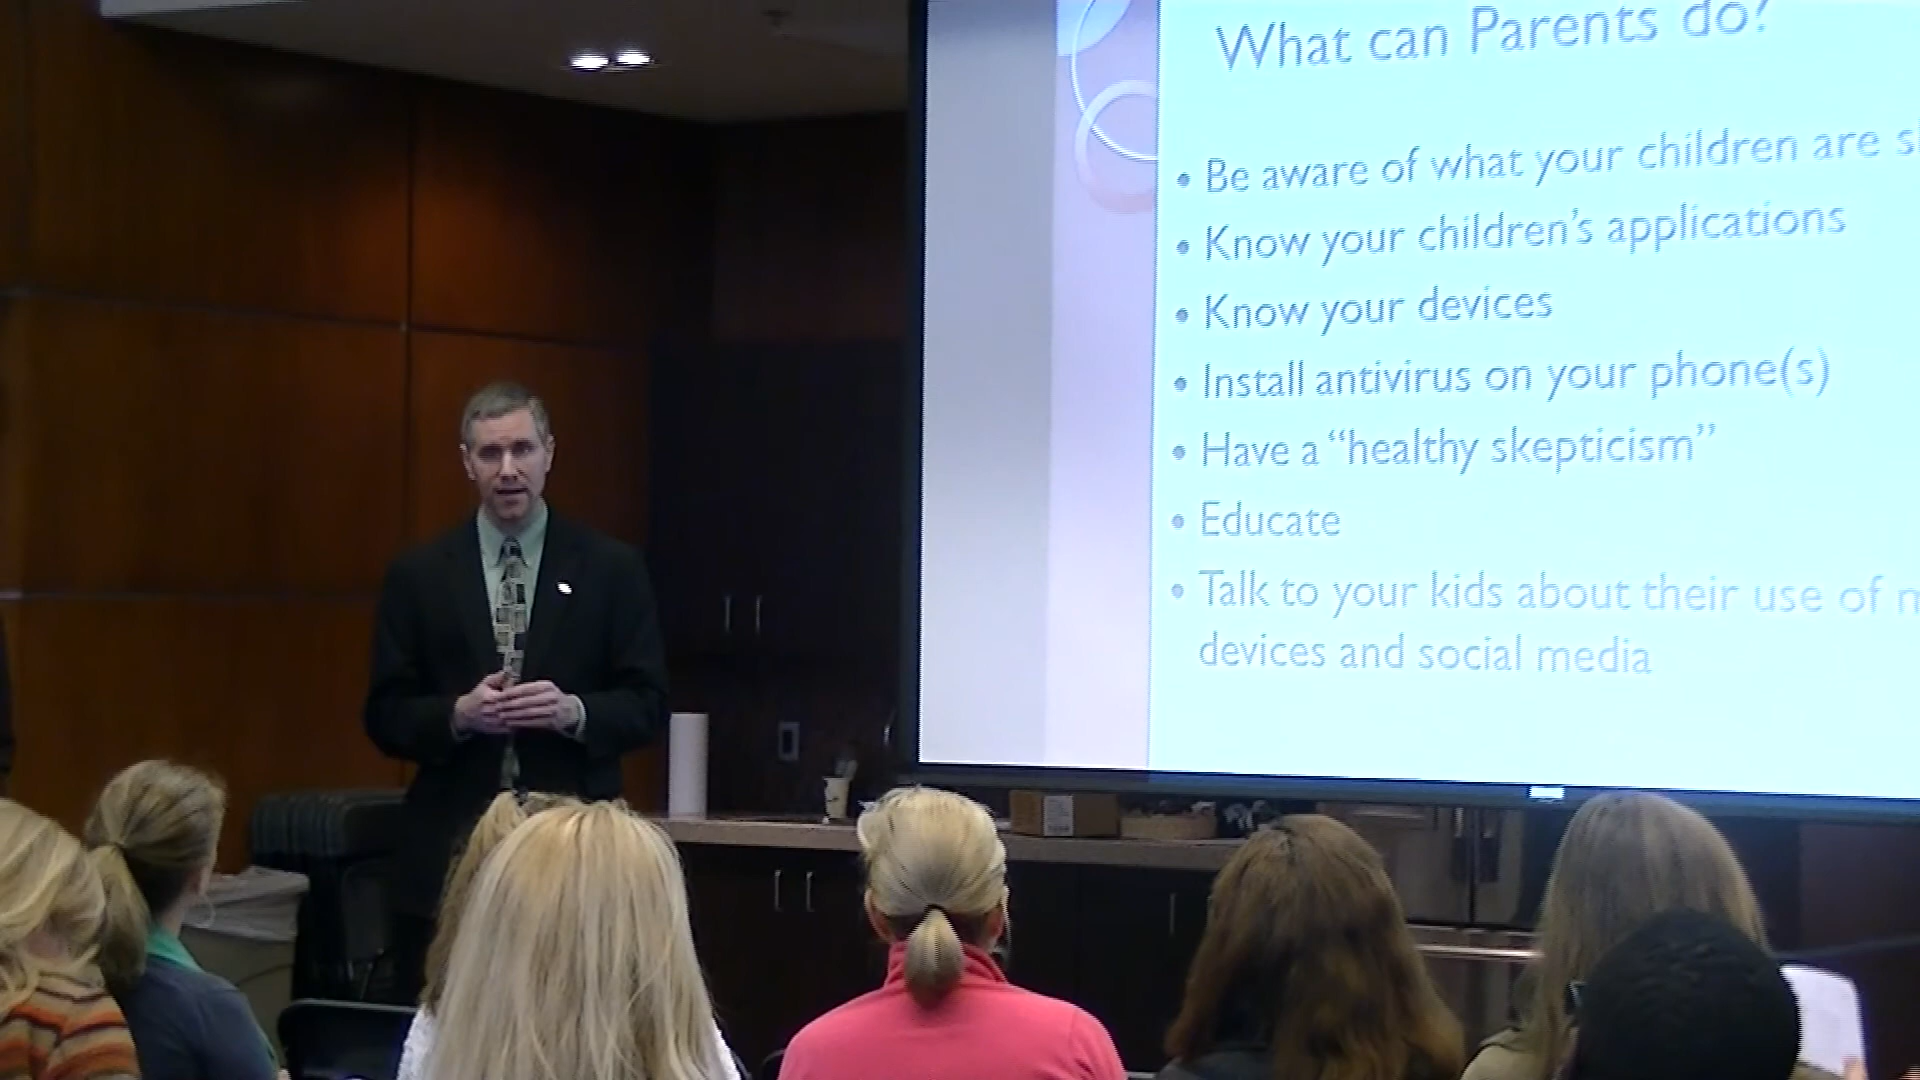 What can Parents do?
• Be aware of what your children are
• Know your children's applications
• Know your devices
• Install antivirus on your phone(s)
• Have a “healthy skepticism”
• Educate
• Talk to your kids about their use of
devices and social media